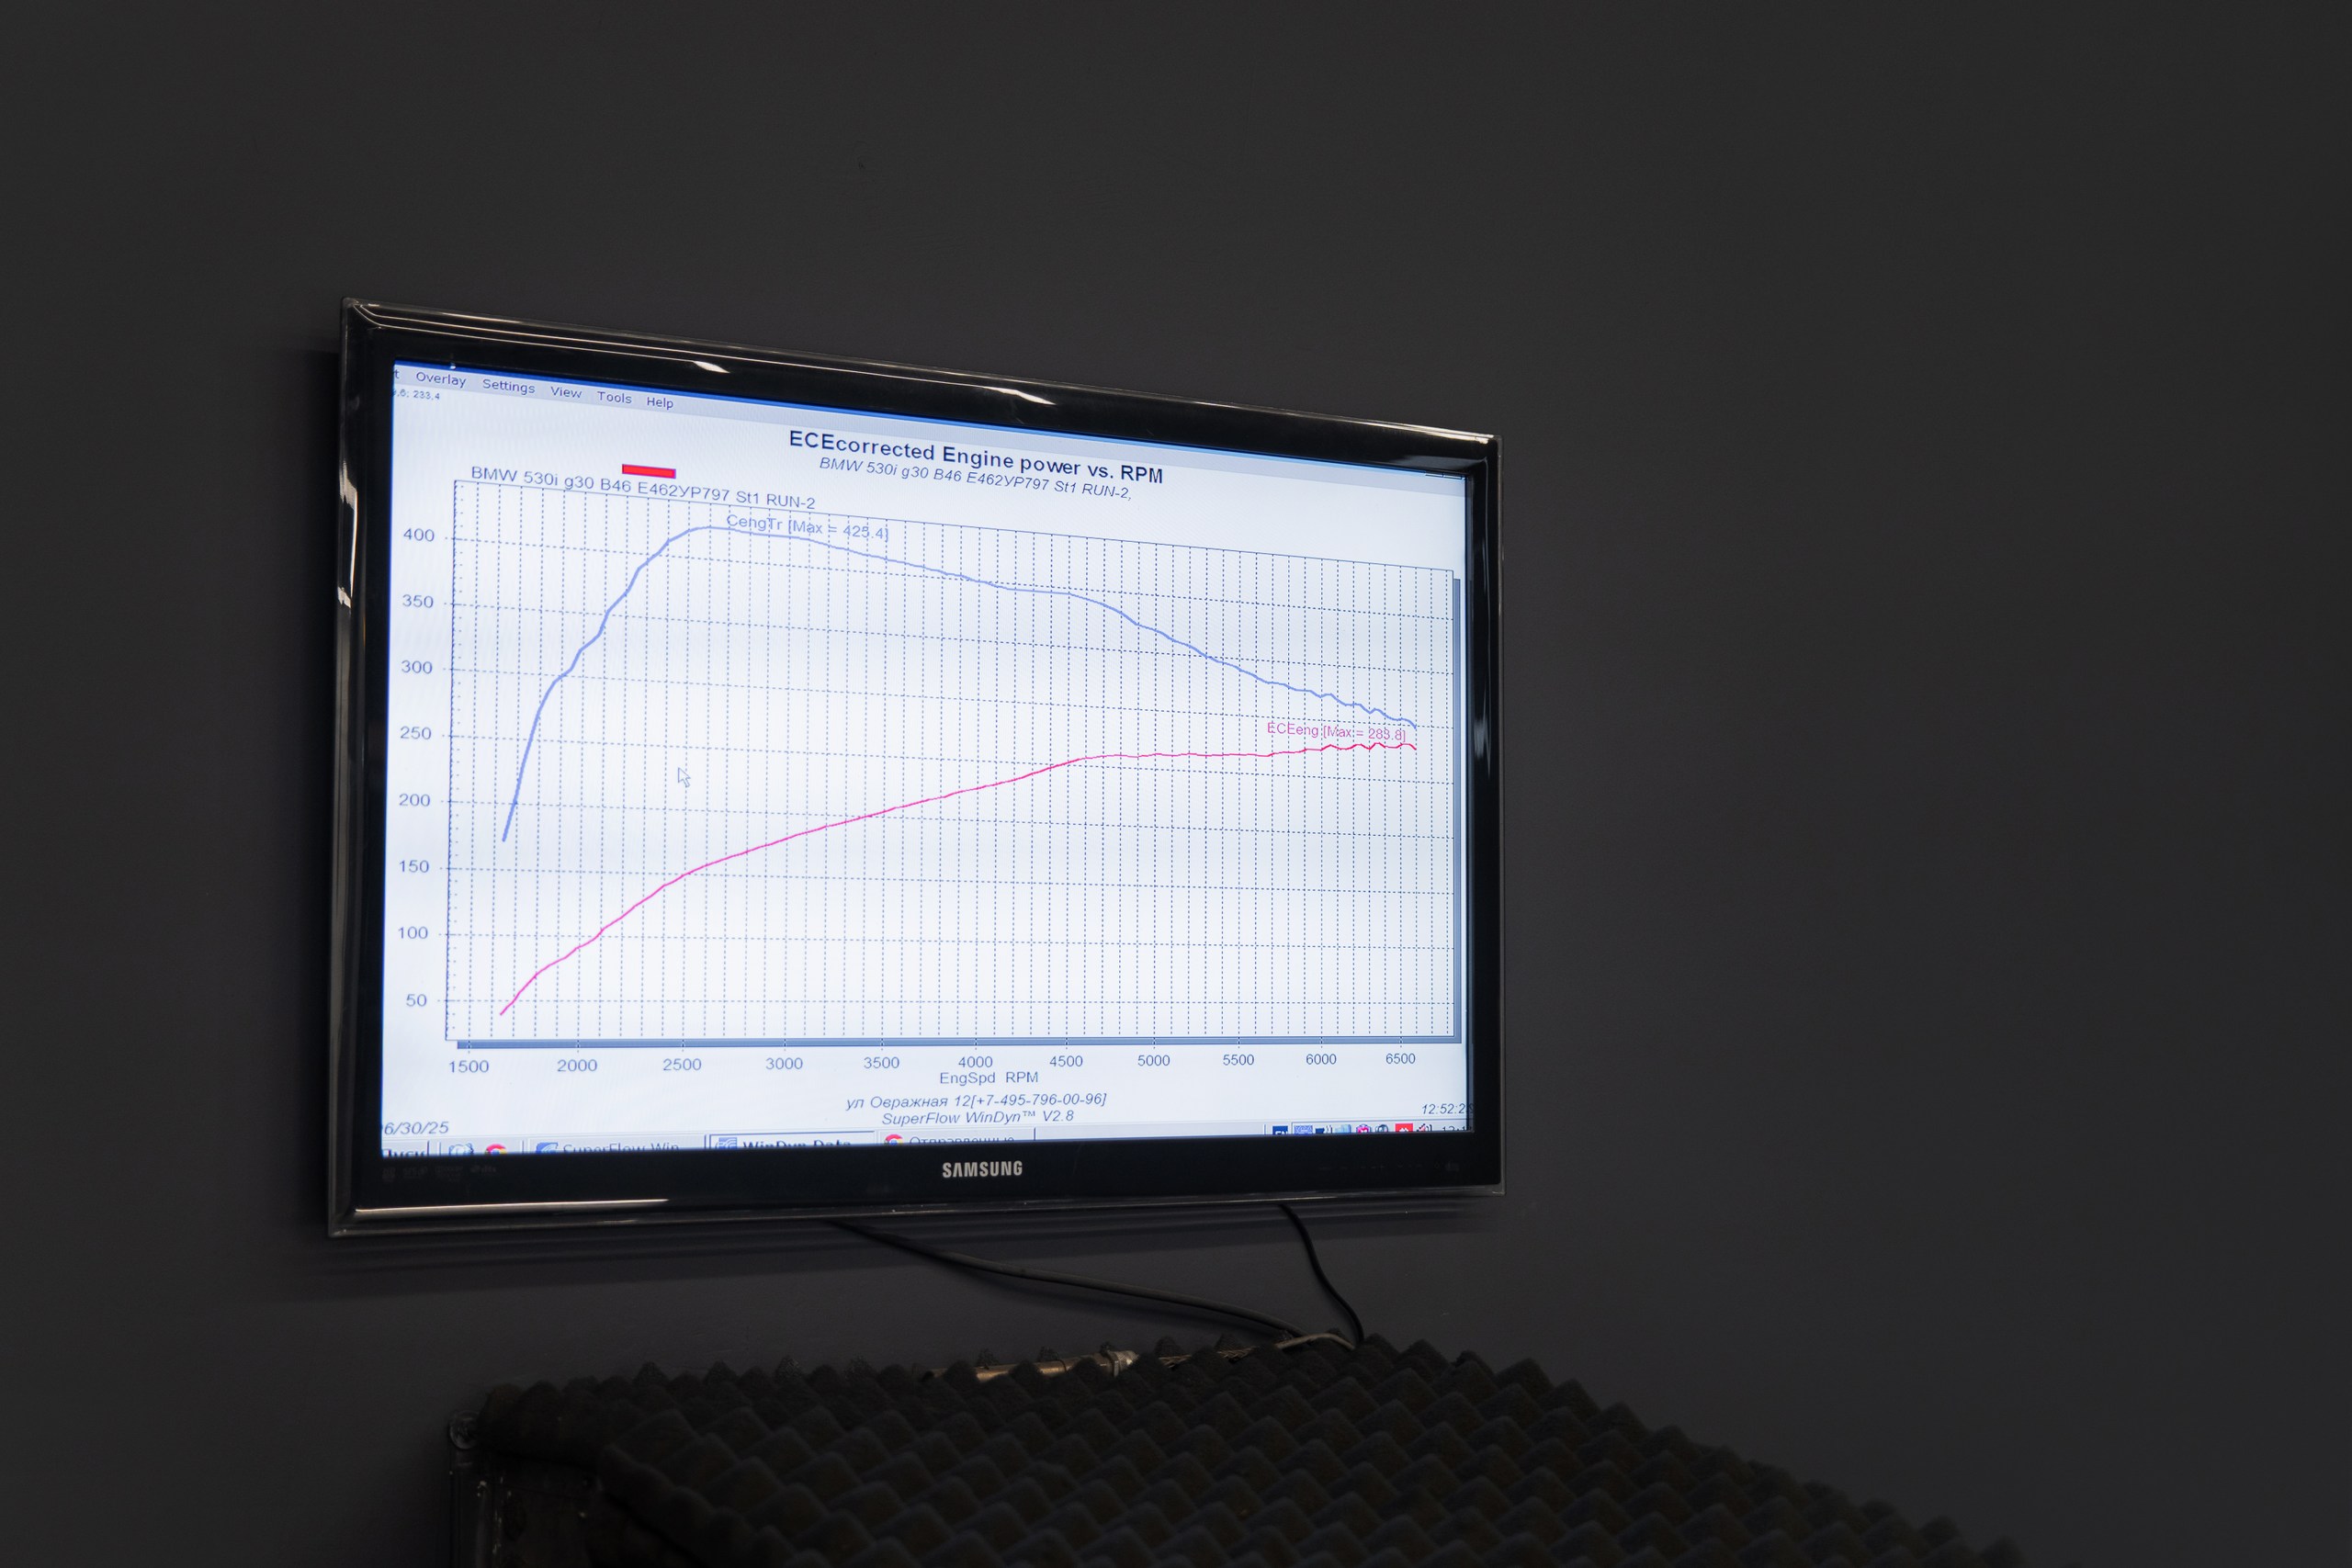 Overlay Settings View Tools Help
233.4
ECEcorrected Engine power vs. RPM
BMW 530i g30 B46 E462УР797 St1 RUN-2,
BMW 530i g30 B46 E462УР797 St1 RUN-2
CengTr [Max = 425.4]
400
350
300
250
ECEeng [Max = 283.8]
200
150
100
50
1500 2000 2500 3000 3500 4000 4500 5000 5500 6000 6500
EngSpd RPM
ул Овражная 12[+7-495-796-00-96]
SuperFlow WinDyn™ V2.8
6/30/25
12:52:2
SuperFlow Win
WinDyn Data
Отправленные
SAMSUNG